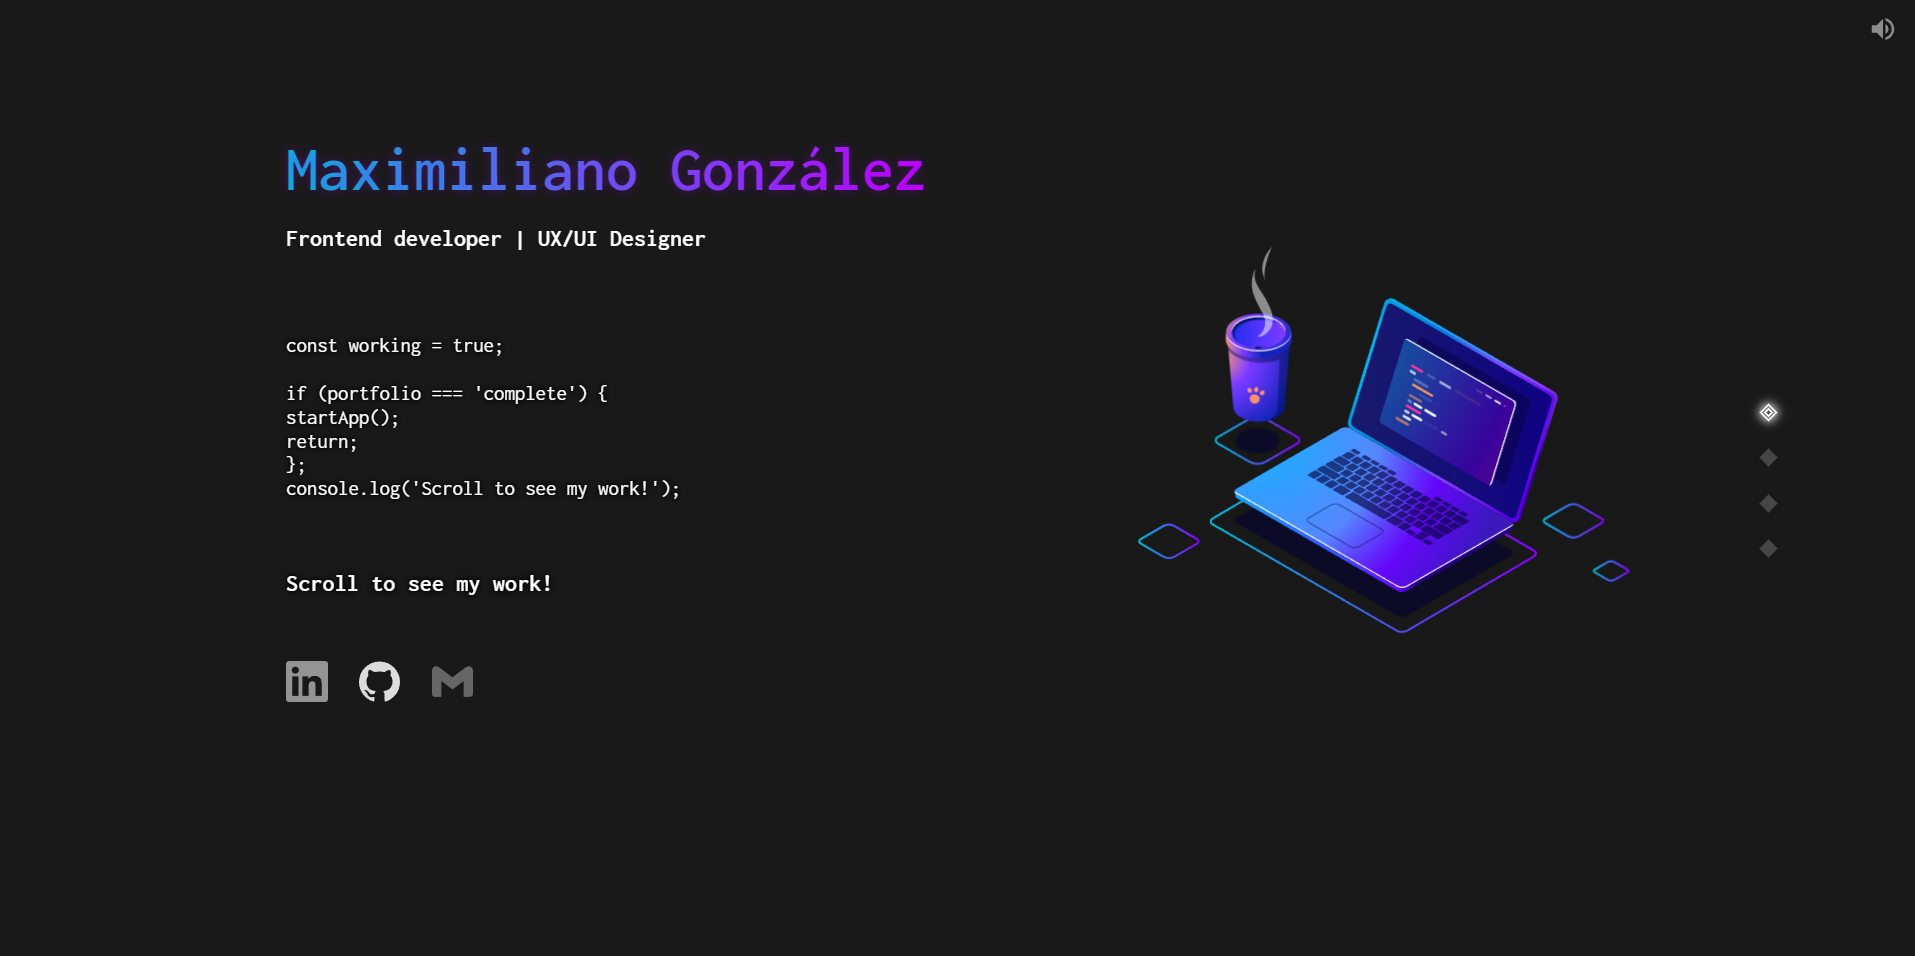 Maximiliano González
Frontend developer | UX/UI Designer
const working = true;
if (portfolio === 'complete') {
startApp();
return;
};
console.log('Scroll to see my work!');
Scroll to see my work!
in